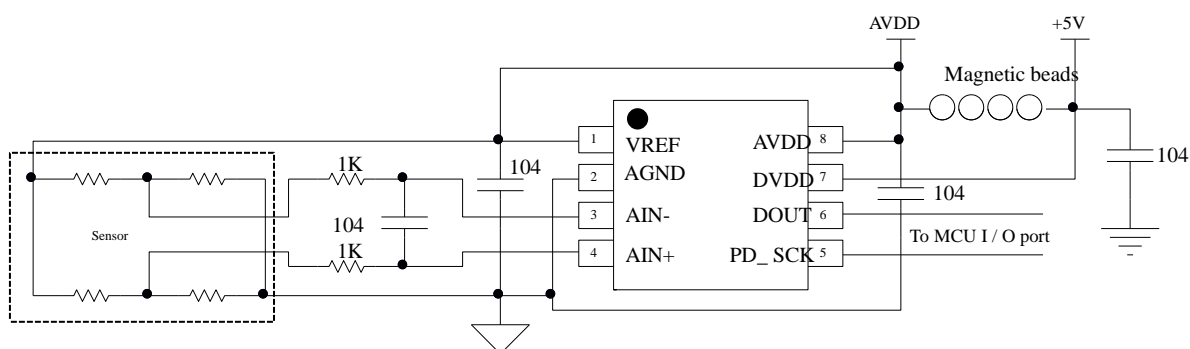 AVDD
+5V
Magnetic beads
1
VREF
AVDD
8
104
1K
104
2
AGND
DVDD
7
104
3
AIN-
DOUT
6
104
Sensor
To MCU I / O port
1K
4
AIN+
PD_ SCK
5